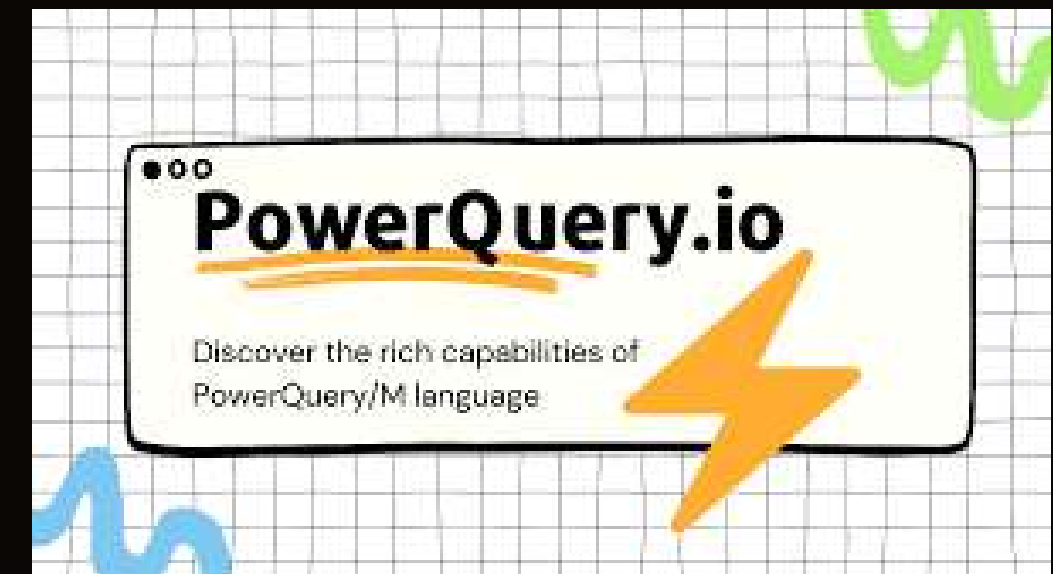 PowerQuery.io
Discover the rich capabilities of
PowerQuery/M language